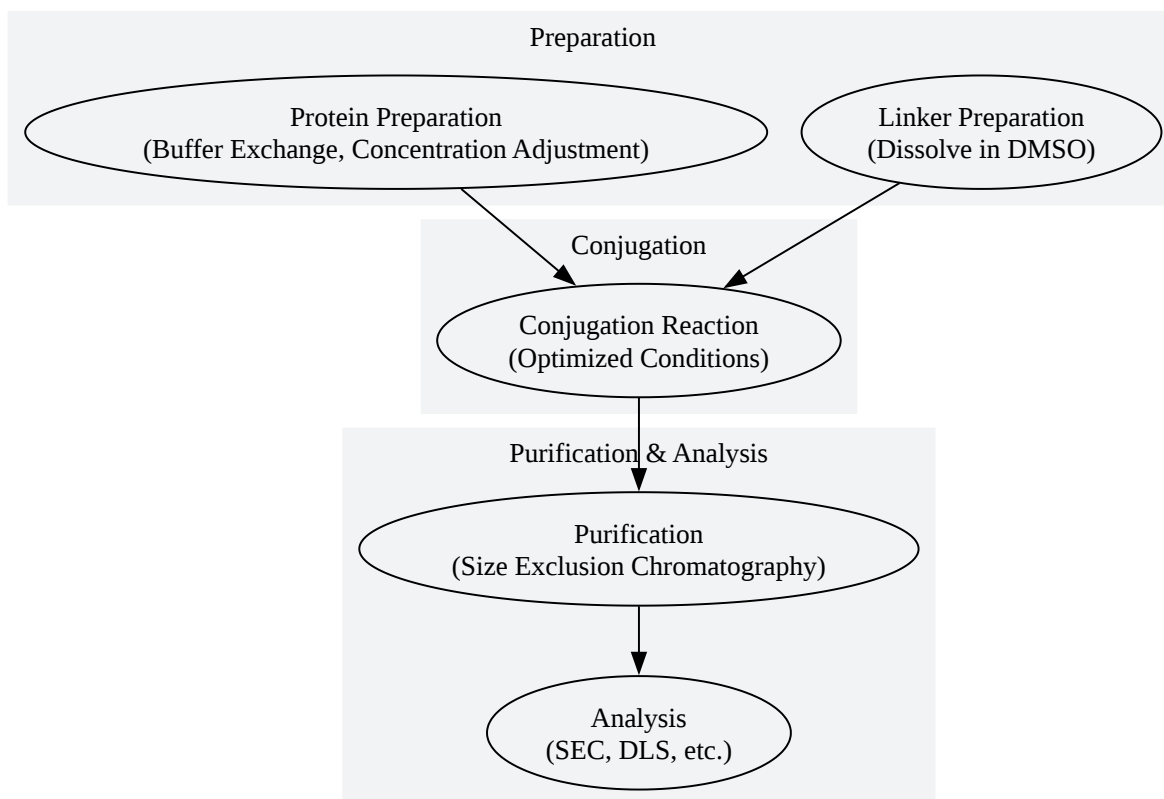 Preparation
Protein Preparation
(Buffer Exchange, Concentration Adjustment)
Linker Preparation
(Dissolve in DMSO)
Conjugation
Conjugation Reaction
(Optimized Conditions)
Purification & Analysis
Purification
(Size Exclusion Chromatography)
Analysis
(SEC, DLS, etc.)